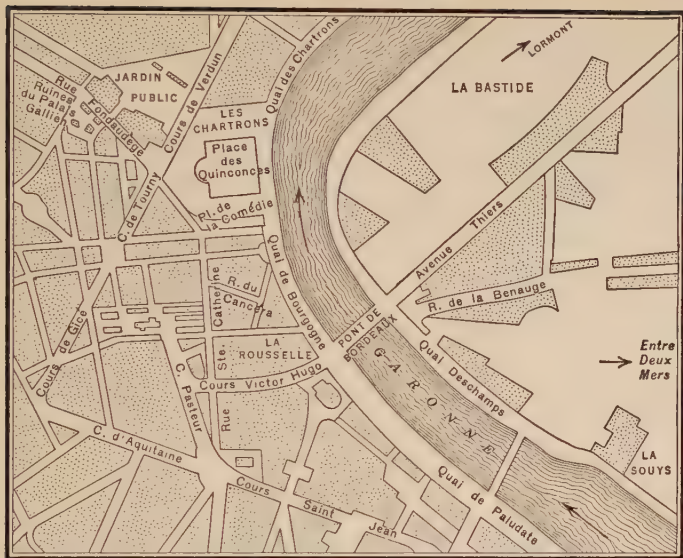 LORMONT
LA BASTIDE
JARDIN
PUBLIC
Rue
Fondaudège
Ruines
du Palais
Gallien
Cours de Verdun
Quai des Chartrons
LES
CHARTRONS
Place
des
Quinconces
C. de Tourny
Pl. de
la Comédie
Avenue Thiers
R. de la Benauge
Quai de Bourgogne
R. du
Cancéra
Rue Ste. Catherine
LA
ROUSSELLE
PONT DE
BORDEAUX
GARONNE
Quai Deschamps
Entre
Deux
Mers
Cours de Gice
Cours Victor Hugo
C. Pasteur
C. d'Aquitaine
Cours Saint Jean
Quai de Paludate
LA
SOUYS